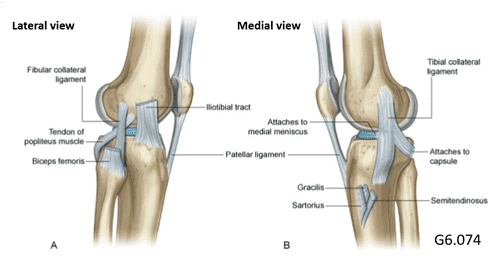 Lateral view
Medial view
Fibular collateral
ligament
Iliotibial tract
Tendon of
popliteus muscle
Biceps femoris
Patellar ligament
Tibial collateral
ligament
Attaches to
medial meniscus
Attaches to
capsule
Gracilis
Sartorius
Semitendinosus
A
B
G6.074